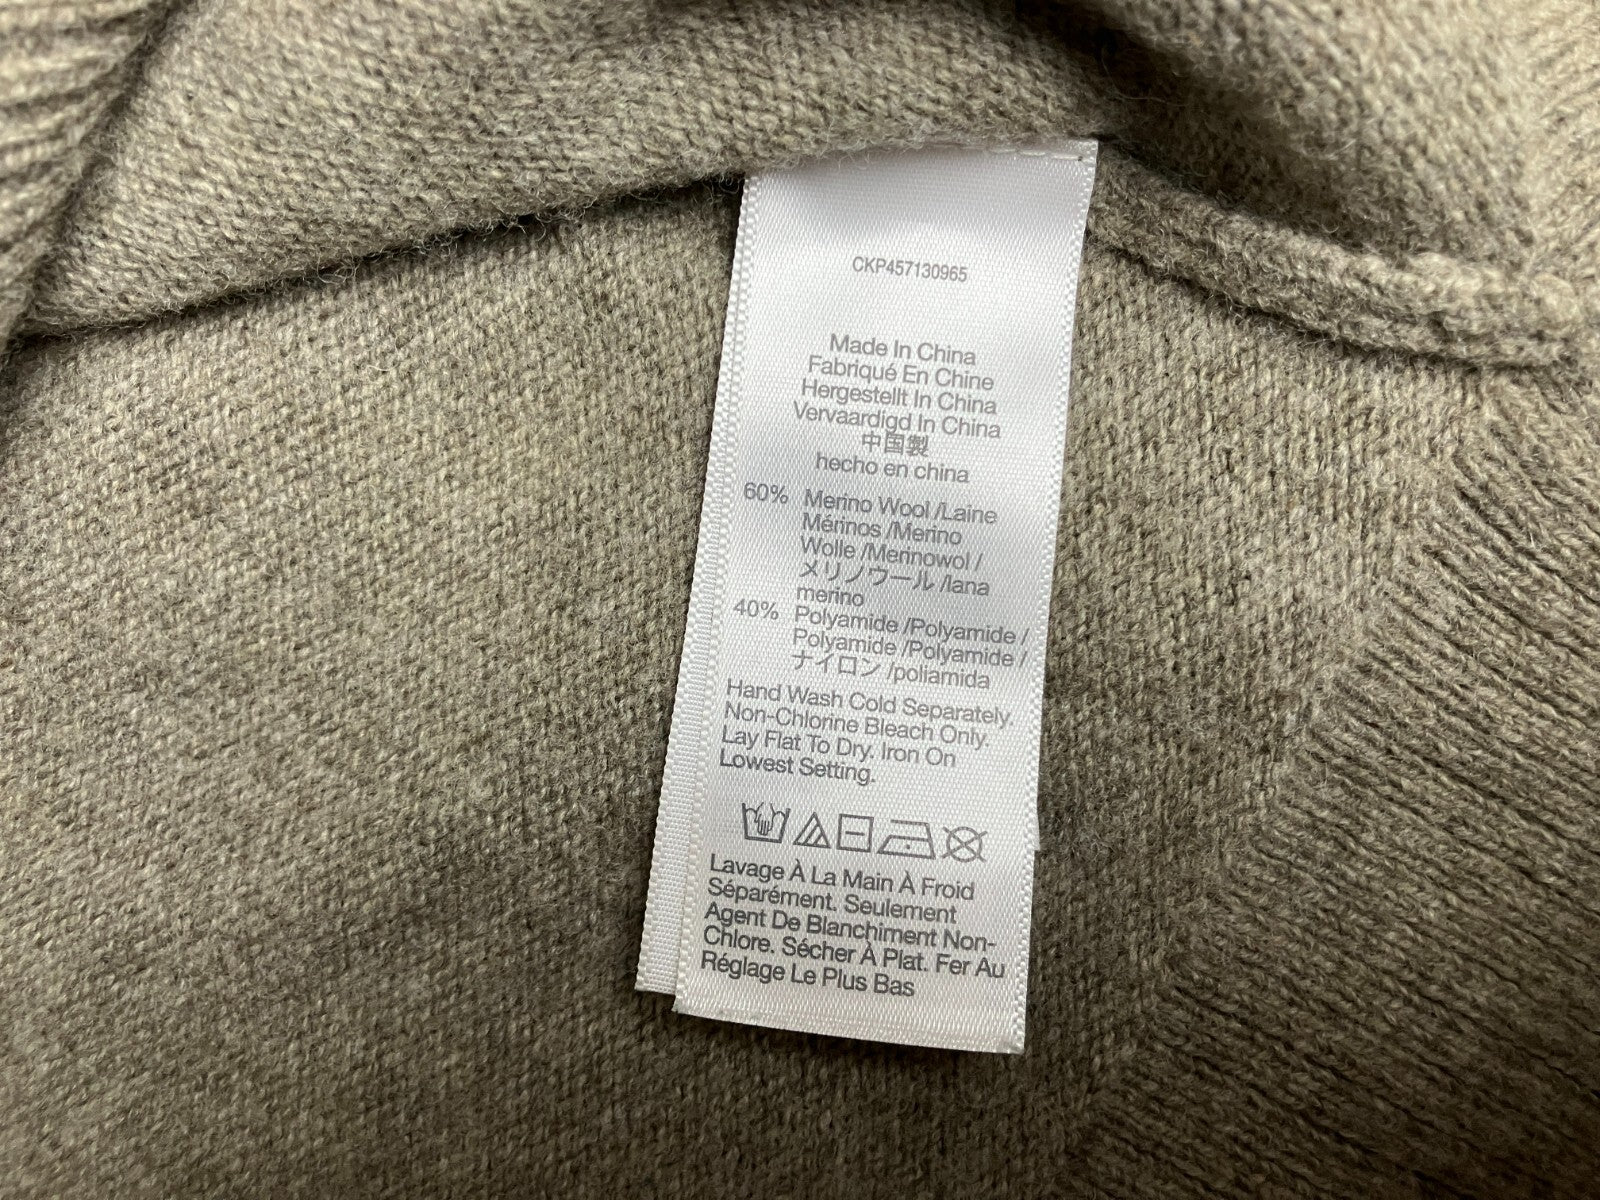 CKP457130965
Made In China
Fabriqué En Chine
Hergestellt In China
Vervaardigd In China
中国製
hecho en china
60% Merino Wool /Laine
Mérinos /Merino
Wolle /Merinowol /
メリノウール /lana
merino
40% Polyamide /Polyamide /
Polyamide /Polyamide /
ナイロン /poliamida
Hand Wash Cold Separately.
Non-Chlorine Bleach Only.
Lay Flat To Dry. Iron On
Lowest Setting.
Lavage À La Main À Froid
Séparément. Seulement
Agent De Blanchiment Non-
Chlore. Sécher À Plat. Fer Au
Réglage Le Plus Bas